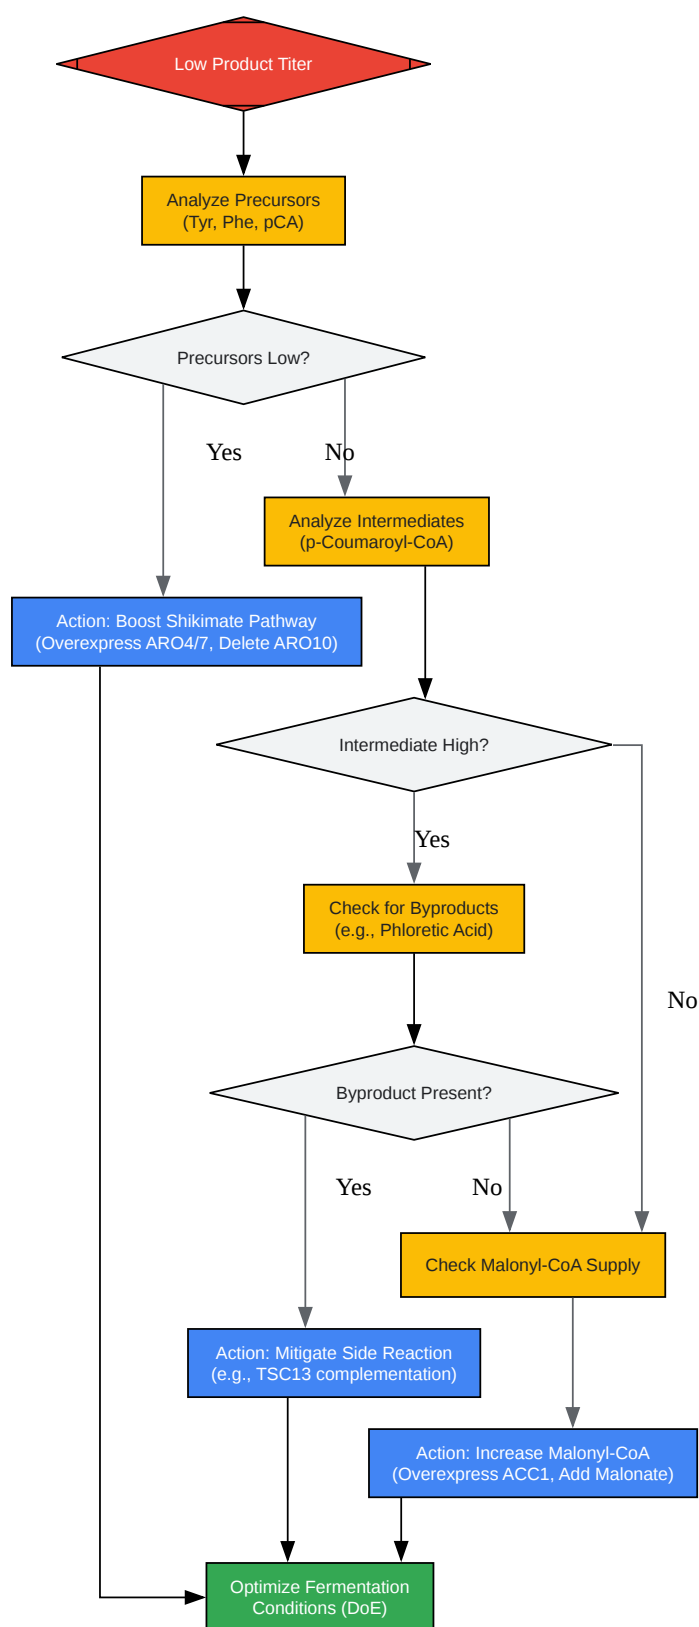 Low Product Titer
Analyze Precursors
(Tyr, Phe, pCA)
Precursors Low?
Yes
No
Analyze Intermediates
(p-Coumaroyl-CoA)
Action: Boost Shikimate Pathway
(Overexpress ARO4/7, Delete ARO10)
Intermediate High?
Yes
Check for Byproducts
(e.g., Phloretic Acid)
No
Byproduct Present?
Yes
No
Check Malonyl-CoA Supply
Action: Mitigate Side Reaction
(e.g., TSC13 complementation)
Action: Increase Malonyl-CoA
(Overexpress ACC1, Add Malonate)
Optimize Fermentation
Conditions (DoE)